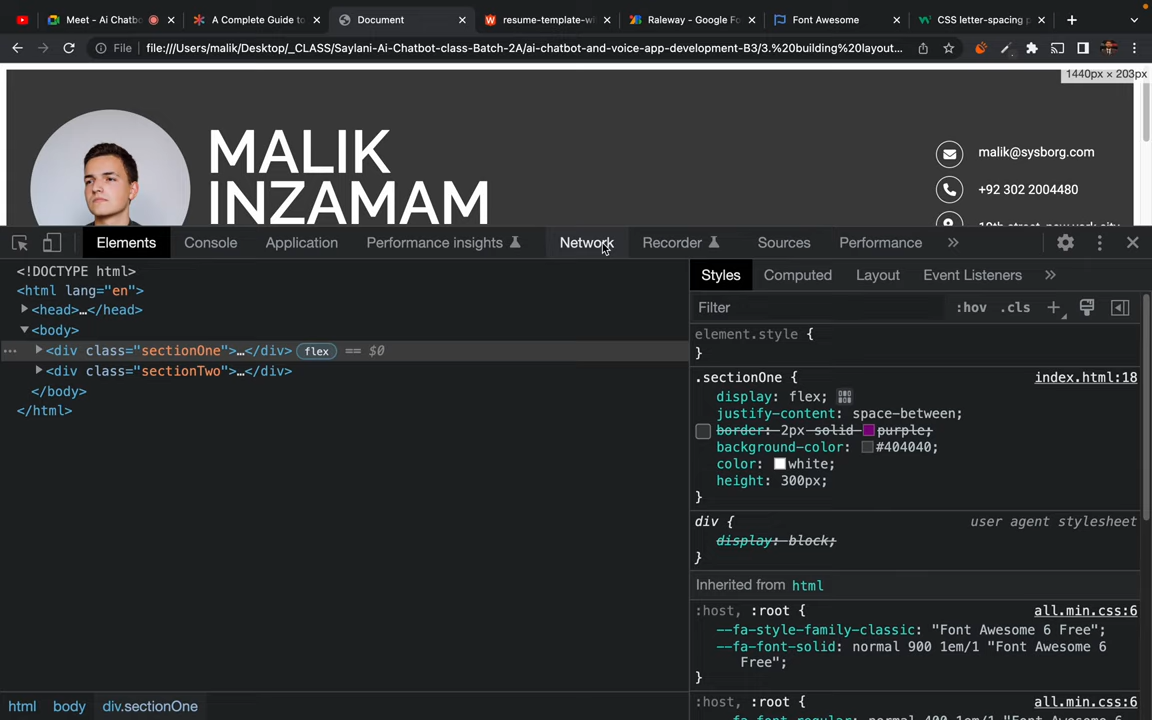 Meet - Ai Chatbo
A Complete Guide to
Document
resume-template-wi
Raleway - Google Fo
Font Awesome
CSS letter-spacing p
File
file:///Users/malik/Desktop/_CLASS/Saylani-Ai-Chatbot-class-Batch-2A/ai-chatbot-and-voice-app-development-B3/3.%20building%20layout...
1440px × 203px
MALIK
INZAMAM
malik@sysborg.com
+92 302 2004480
Elements
Console
Application
Performance insights
Network
Recorder
Sources
Performance
»
<!DOCTYPE html>
<html lang="en">
<head>…</head>
<body>
<div class="sectionOne">…</div> flex == $0
<div class="sectionTwo">…</div>
</body>
</html>
Styles
Computed
Layout
Event Listeners
»
Filter
:hov
.cls
element.style {
}
.sectionOne {
index.html:18
display: flex;
justify-content: space-between;
border: 2px solid purple;
background-color: #404040;
color: white;
height: 300px;
}
div {
user agent stylesheet
display: block;
}
Inherited from html
:host, :root {
all.min.css:6
--fa-style-family-classic: "Font Awesome 6 Free";
--fa-font-solid: normal 900 1em/1 "Font Awesome 6
Free";
}
:host, :root {
all.min.css:6
html
body
div.sectionOne